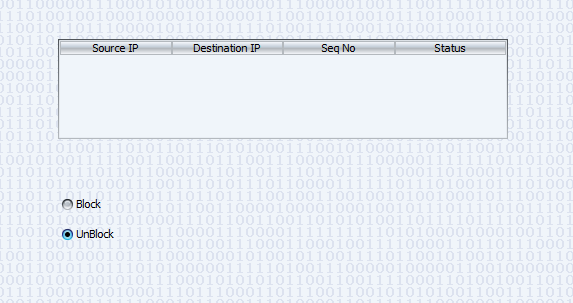 Source IP Destination IP Seq No Status
Block
UnBlock